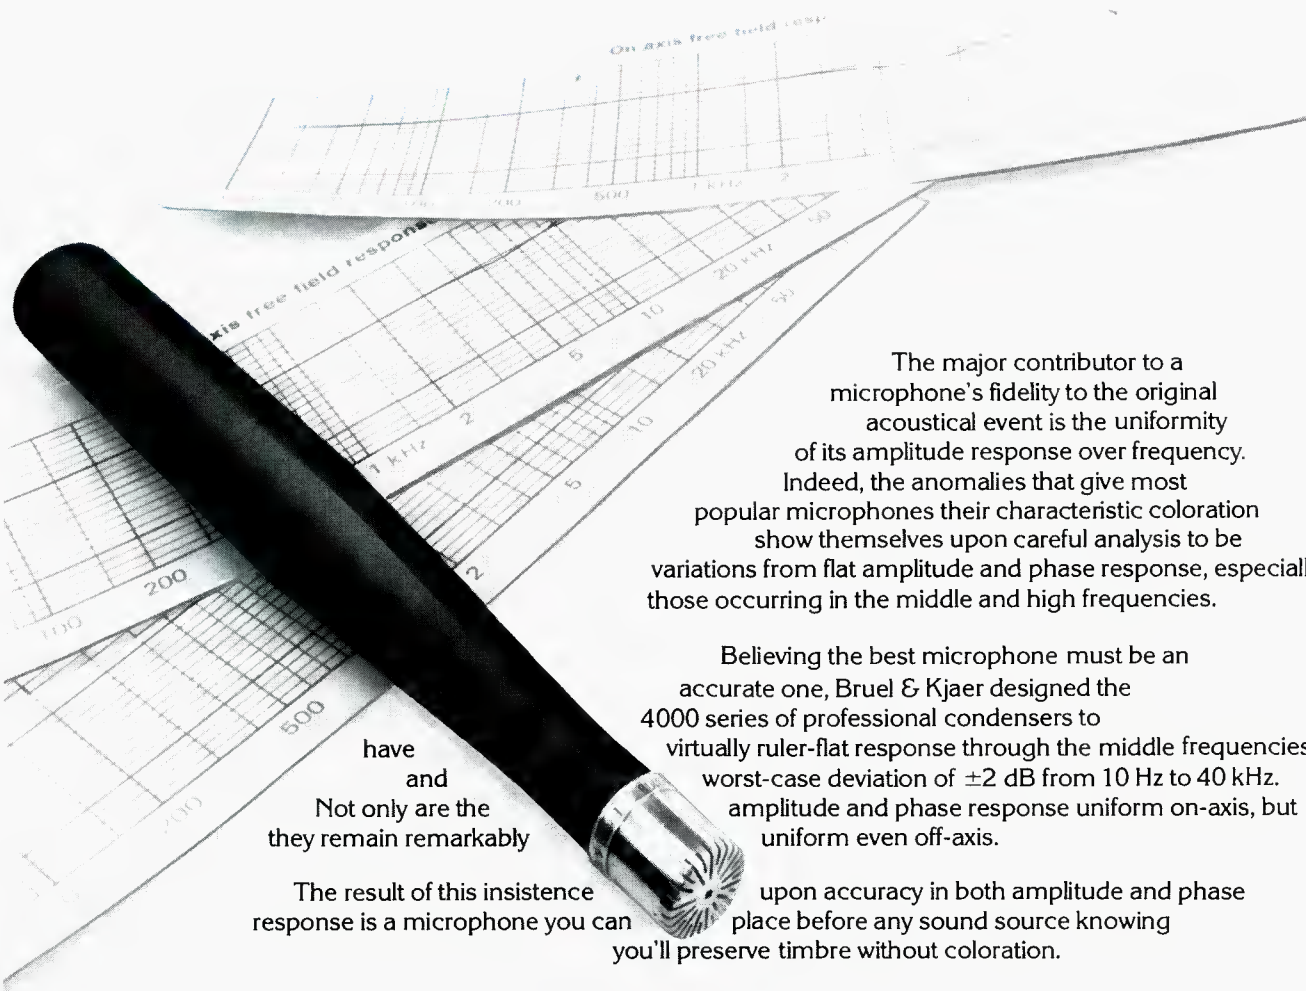 On axis free field resp
500
1 kHz
2
xis free field respons
50
20 kHz
10
5
2
1 kHz
200
100
50
20 kHz
10
5
2
500
200
The major contributor to a
microphone's fidelity to the original
acoustical event is the uniformity
of its amplitude response over frequency.
Indeed, the anomalies that give most
popular microphones their characteristic coloration
show themselves upon careful analysis to be
variations from flat amplitude and phase response, especiall
those occurring in the middle and high frequencies.
Believing the best microphone must be an
accurate one, Bruel & Kjaer designed the
4000 series of professional condensers to
have virtually ruler-flat response through the middle frequencies
and worst-case deviation of ±2 dB from 10 Hz to 40 kHz.
Not only are the amplitude and phase response uniform on-axis, but
they remain remarkably uniform even off-axis.
The result of this insistence upon accuracy in both amplitude and phase
response is a microphone you can place before any sound source knowing
you'll preserve timbre without coloration.